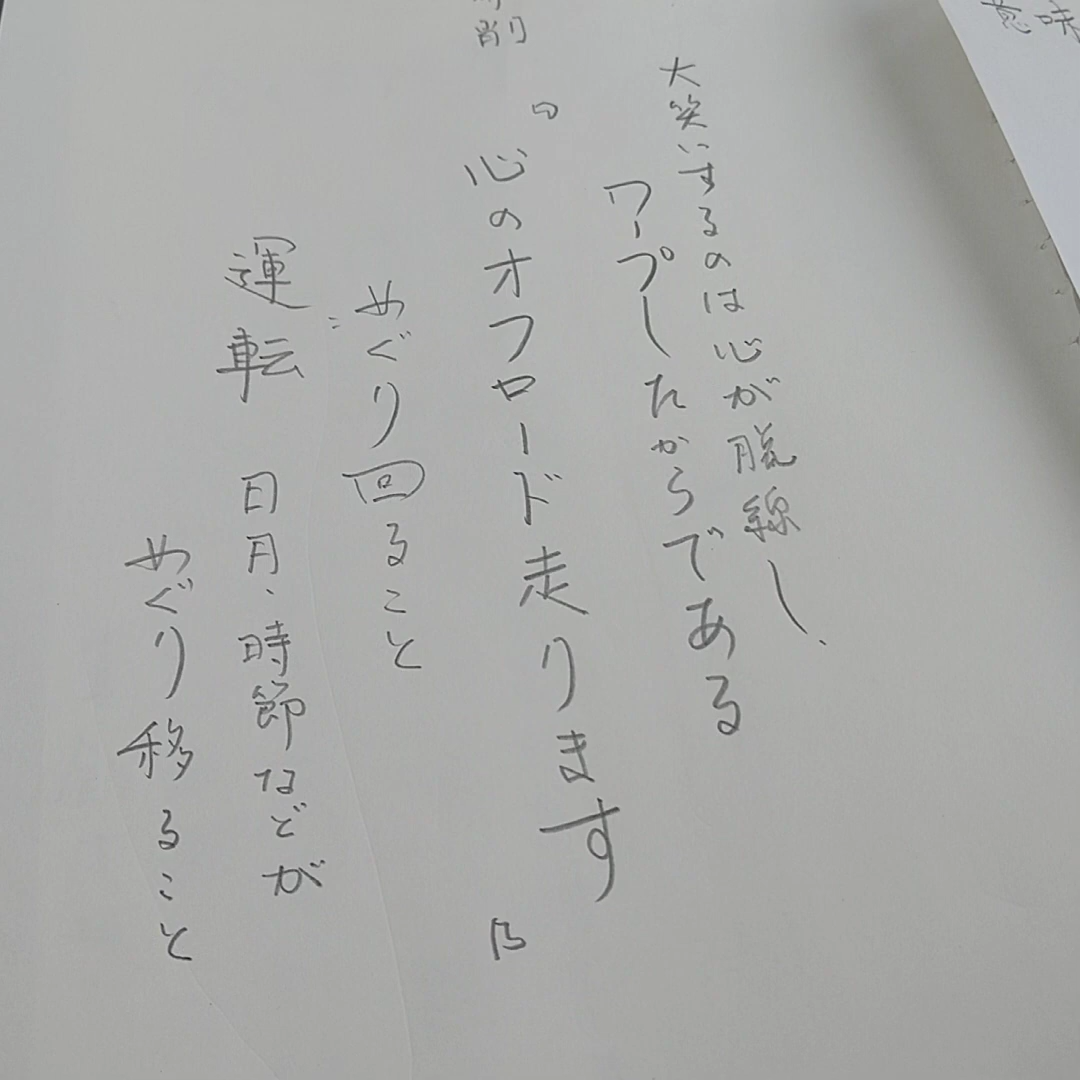 大笑いするのは心が脱線し、
ワープしたからである
心のオフロード走ります
めぐり回ること
運転 日月、時節などが
めぐり移ること